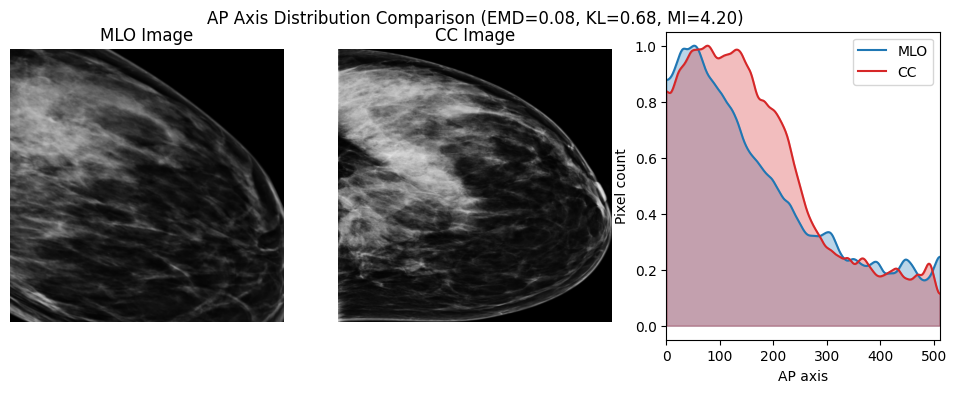 AP Axis Distribution Comparison (EMD=0.08, KL=0.68, MI=4.20)
MLO Image
CC Image
MLO
CC
1.0
0.8
0.6
0.4
0.2
0.0
Pixel count
0 100 200 300 400 500
AP axis